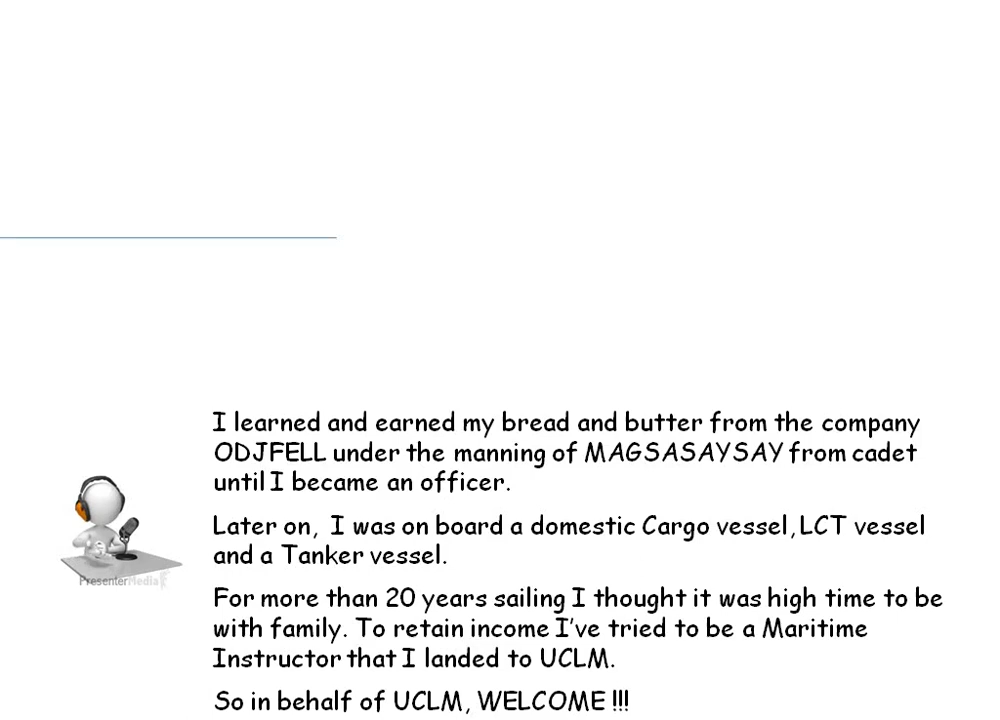 I learned and earned my bread and butter from the company
ODJFELL under the manning of MAGSASAYSAY from cadet
until I became an officer.
Later on, I was on board a domestic Cargo vessel, LCT vessel
and a Tanker vessel.
PresenterMedia
For more than 20 years sailing I thought it was high time to be
with family. To retain income I've tried to be a Maritime
Instructor that I landed to UCLM.
So in behalf of UCLM, WELCOME !!!